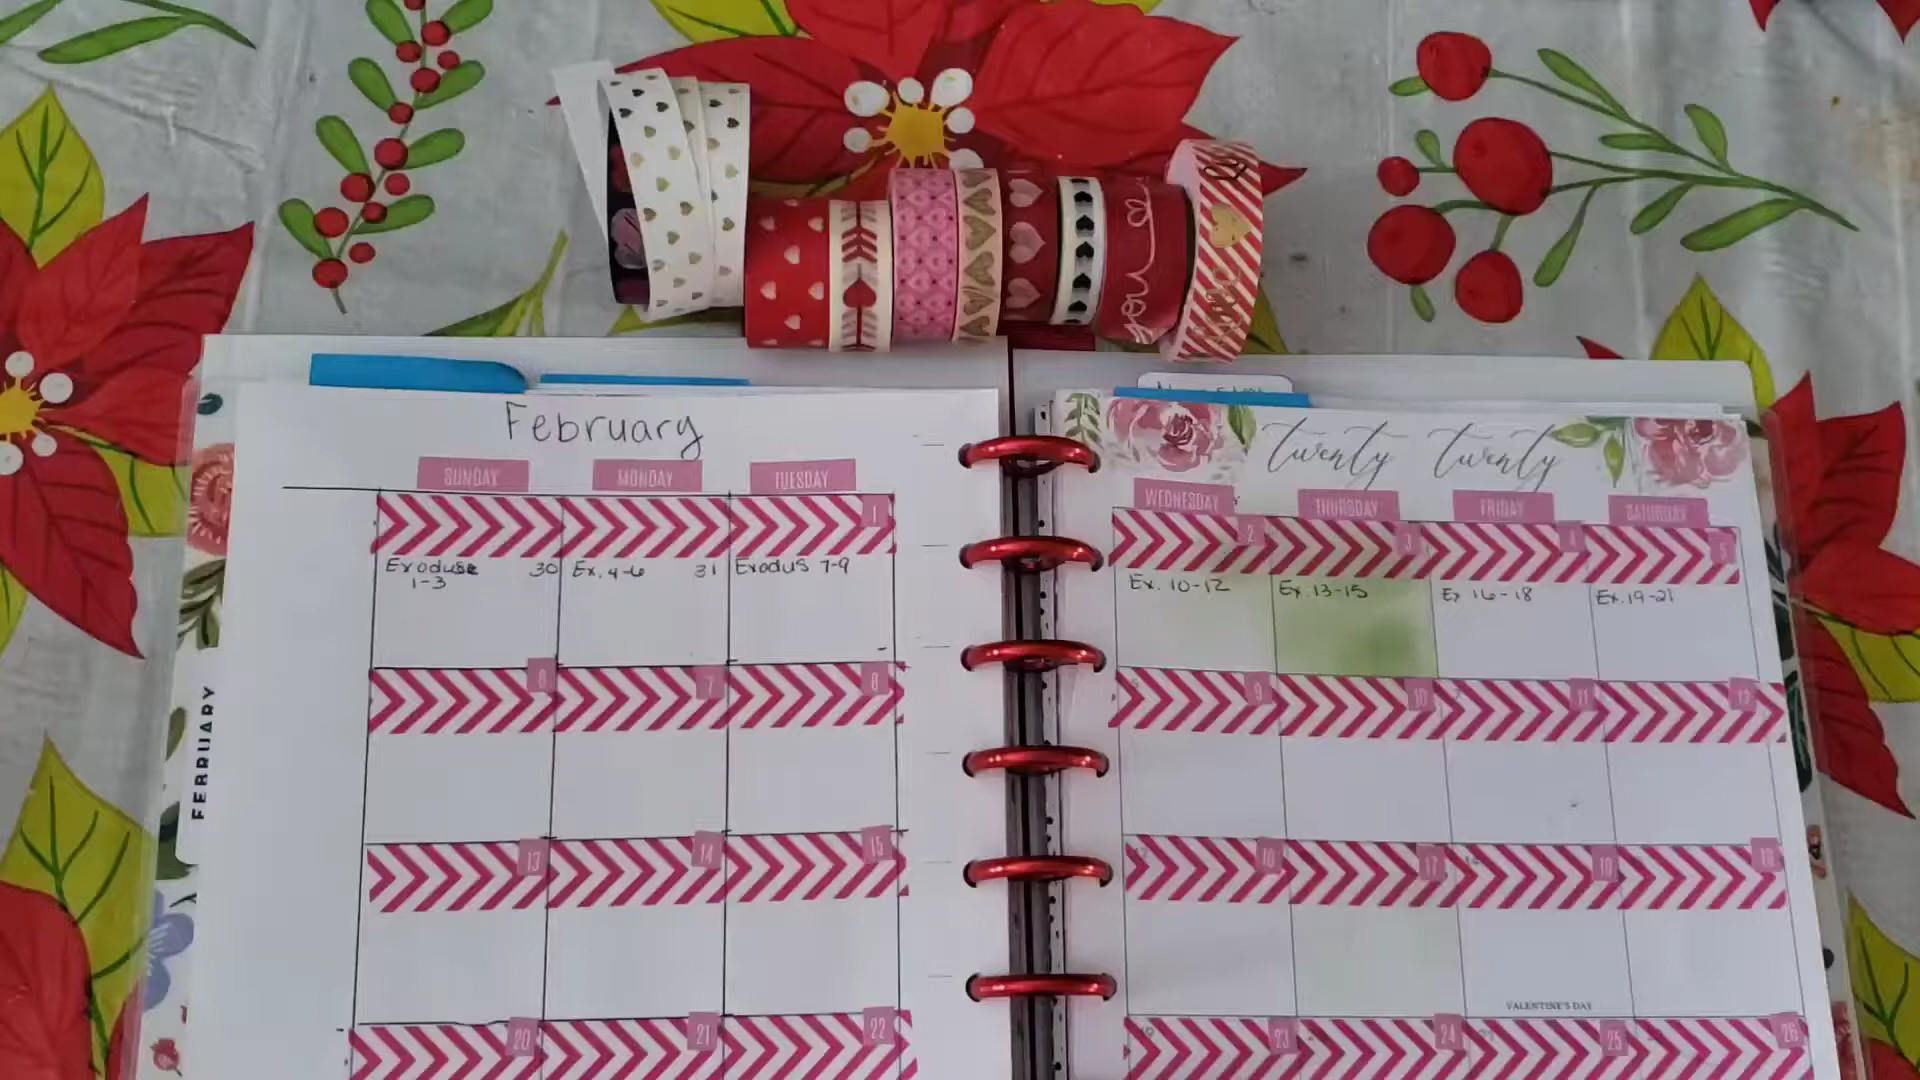 you
February
twenty twenty
SUNDAY MONDAY TUESDAY
WEDNESDAY THURSDAY FRIDAY SATURDAY
1
2 3 4 5
Exoduse 30 Ex. 4-6 31 Exodus 7-9
1-3
Ex. 10-12 Ex. 13-15 Ex 16-18 Ex. 19-21
6 7 8
9 10 11 12
FEBRUARY
13 14 15
16 17 18 19
VALENTINE'S DAY
20 21 22
23 24 25 26